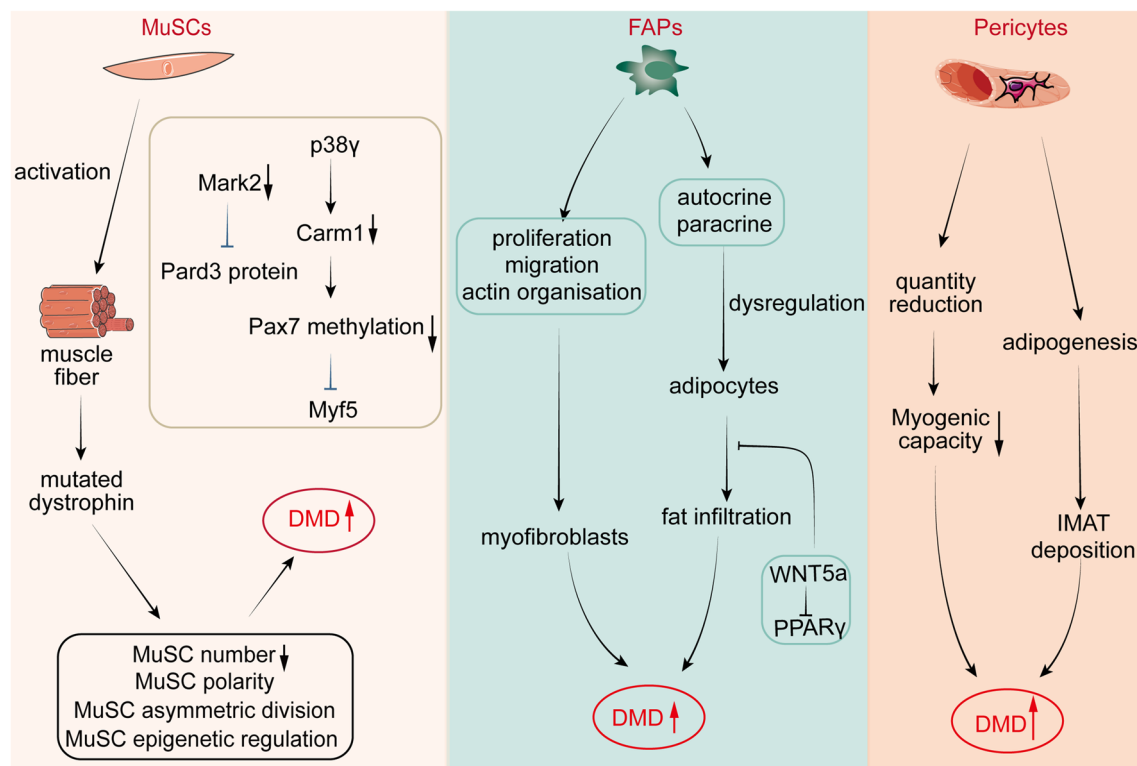 MuSCs
activation
muscle
fiber
mutated
dystrophin
Mark2
Pard3 protein
p38γ
Carm1
Pax7 methylation
Myf5
DMD
MuSC number
MuSC polarity
MuSC asymmetric division
MuSC epigenetic regulation
FAPs
proliferation
migration
actin organisation
myofibroblasts
autocrine
paracrine
dysregulation
adipocytes
fat infiltration
WNT5a
PPARγ
DMD
Pericytes
quantity
reduction
Myogenic
capacity
adipogenesis
IMAT
deposition
DMD